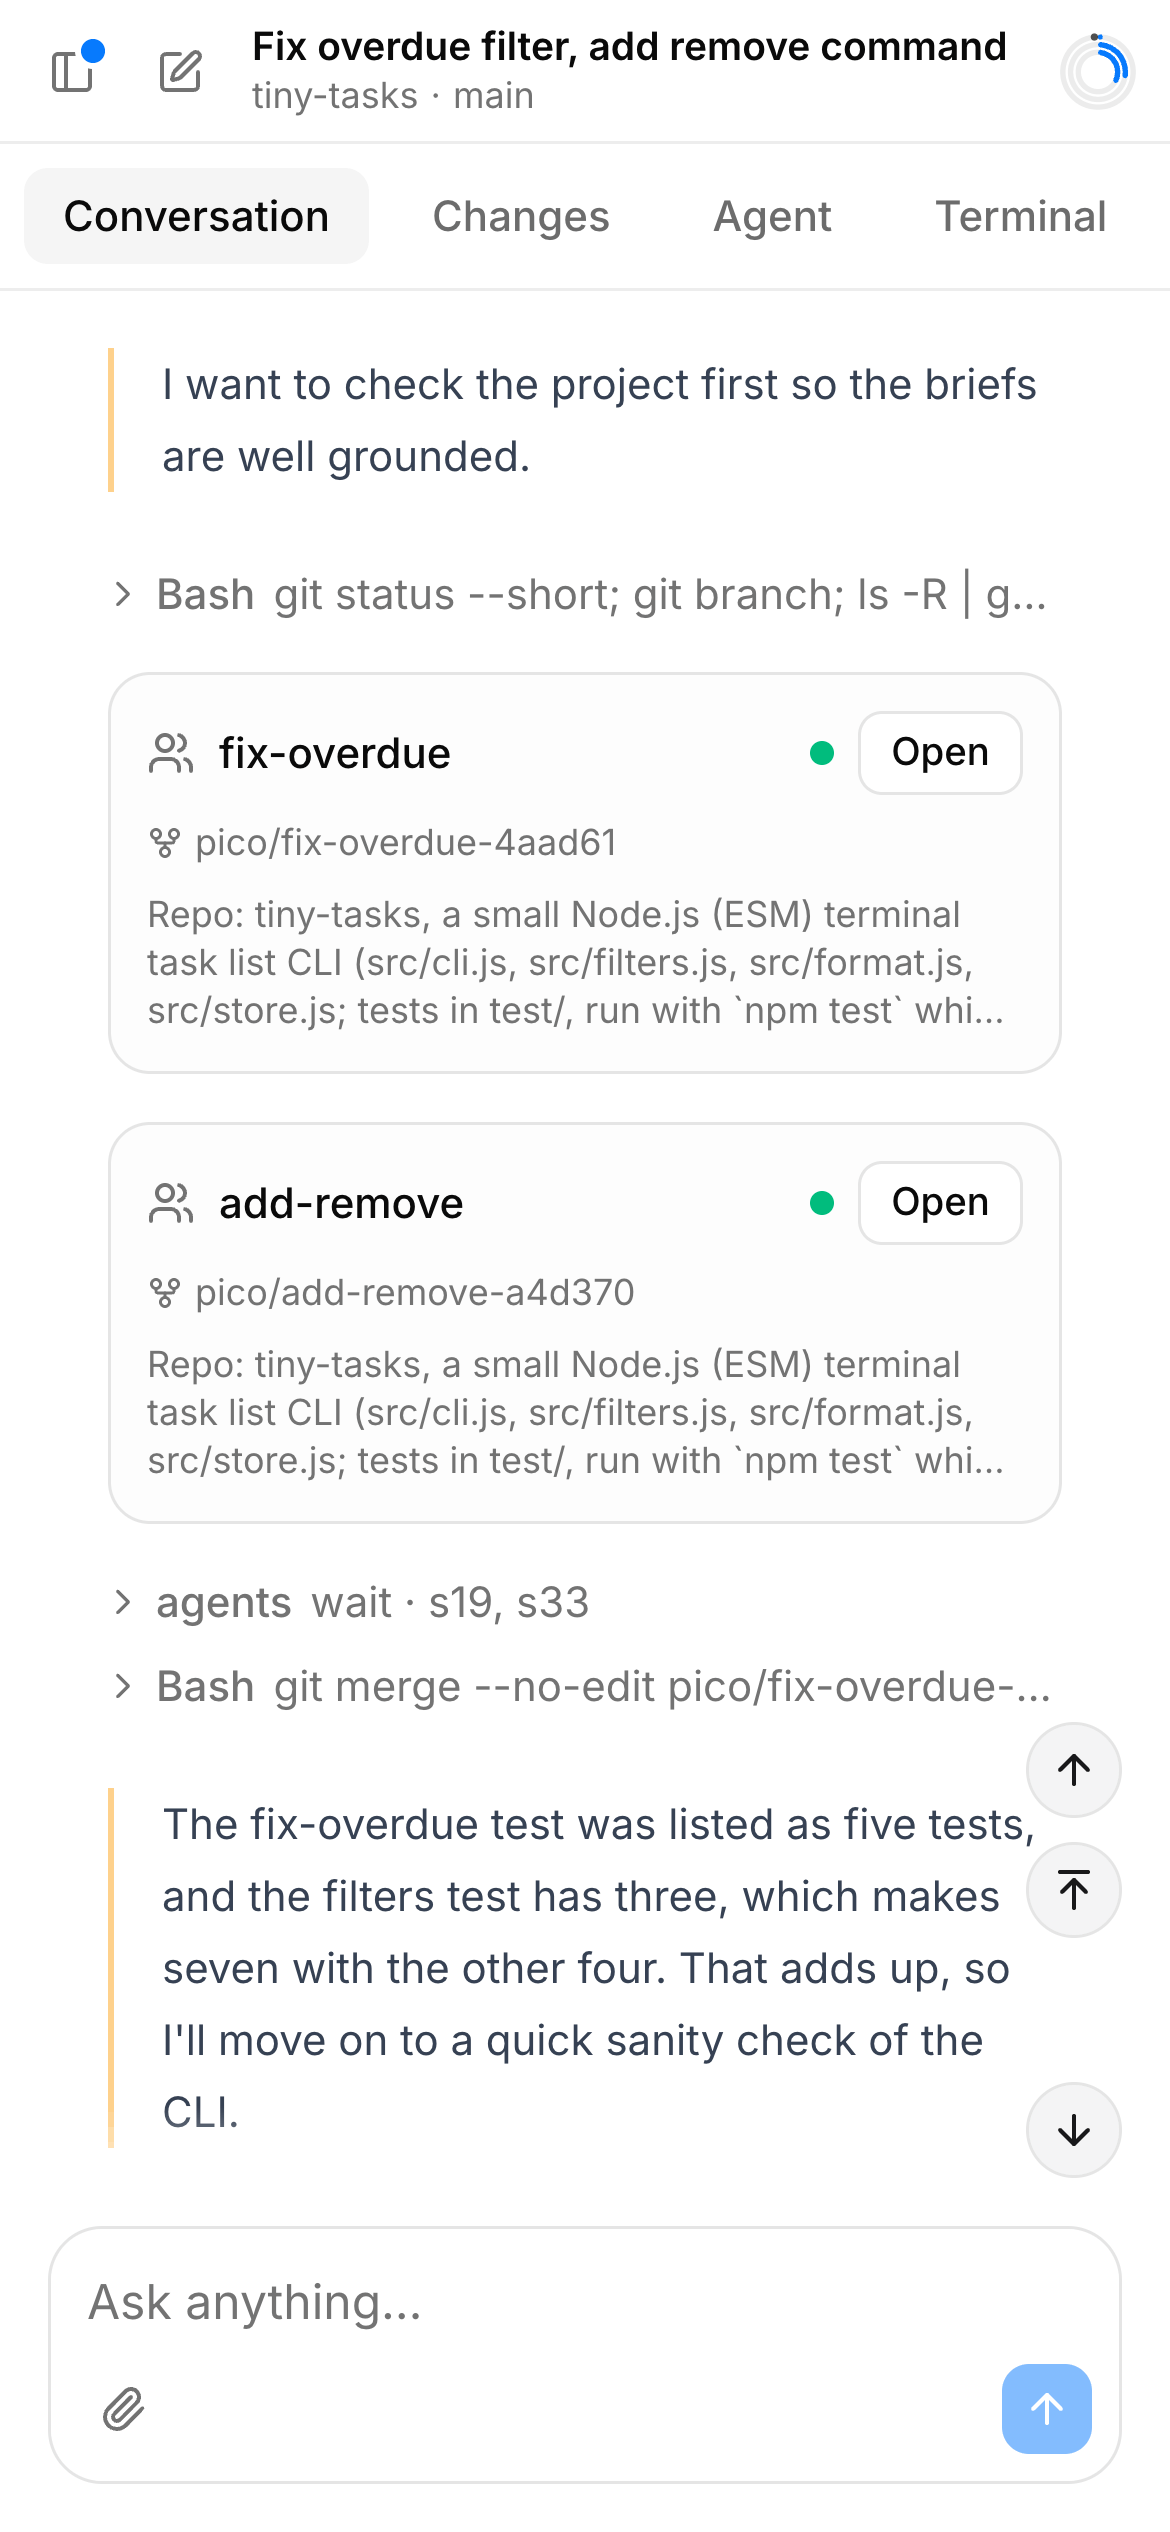 Fix overdue filter, add remove command
tiny-tasks · main
Conversation
Changes
Agent
Terminal
I want to check the project first so the briefs
are well grounded.
Bash git status --short; git branch; ls -R | g...
fix-overdue
Open
pico/fix-overdue-4aad61
Repo: tiny-tasks, a small Node.js (ESM) terminal
task list CLI (src/cli.js, src/filters.js, src/format.js,
src/store.js; tests in test/, run with `npm test` whi...
add-remove
Open
pico/add-remove-a4d370
Repo: tiny-tasks, a small Node.js (ESM) terminal
task list CLI (src/cli.js, src/filters.js, src/format.js,
src/store.js; tests in test/, run with `npm test` whi...
agents wait · s19, s33
Bash git merge --no-edit pico/fix-overdue-...
The fix-overdue test was listed as five tests,
and the filters test has three, which makes
seven with the other four. That adds up, so
I'll move on to a quick sanity check of the
CLI.
Ask anything...